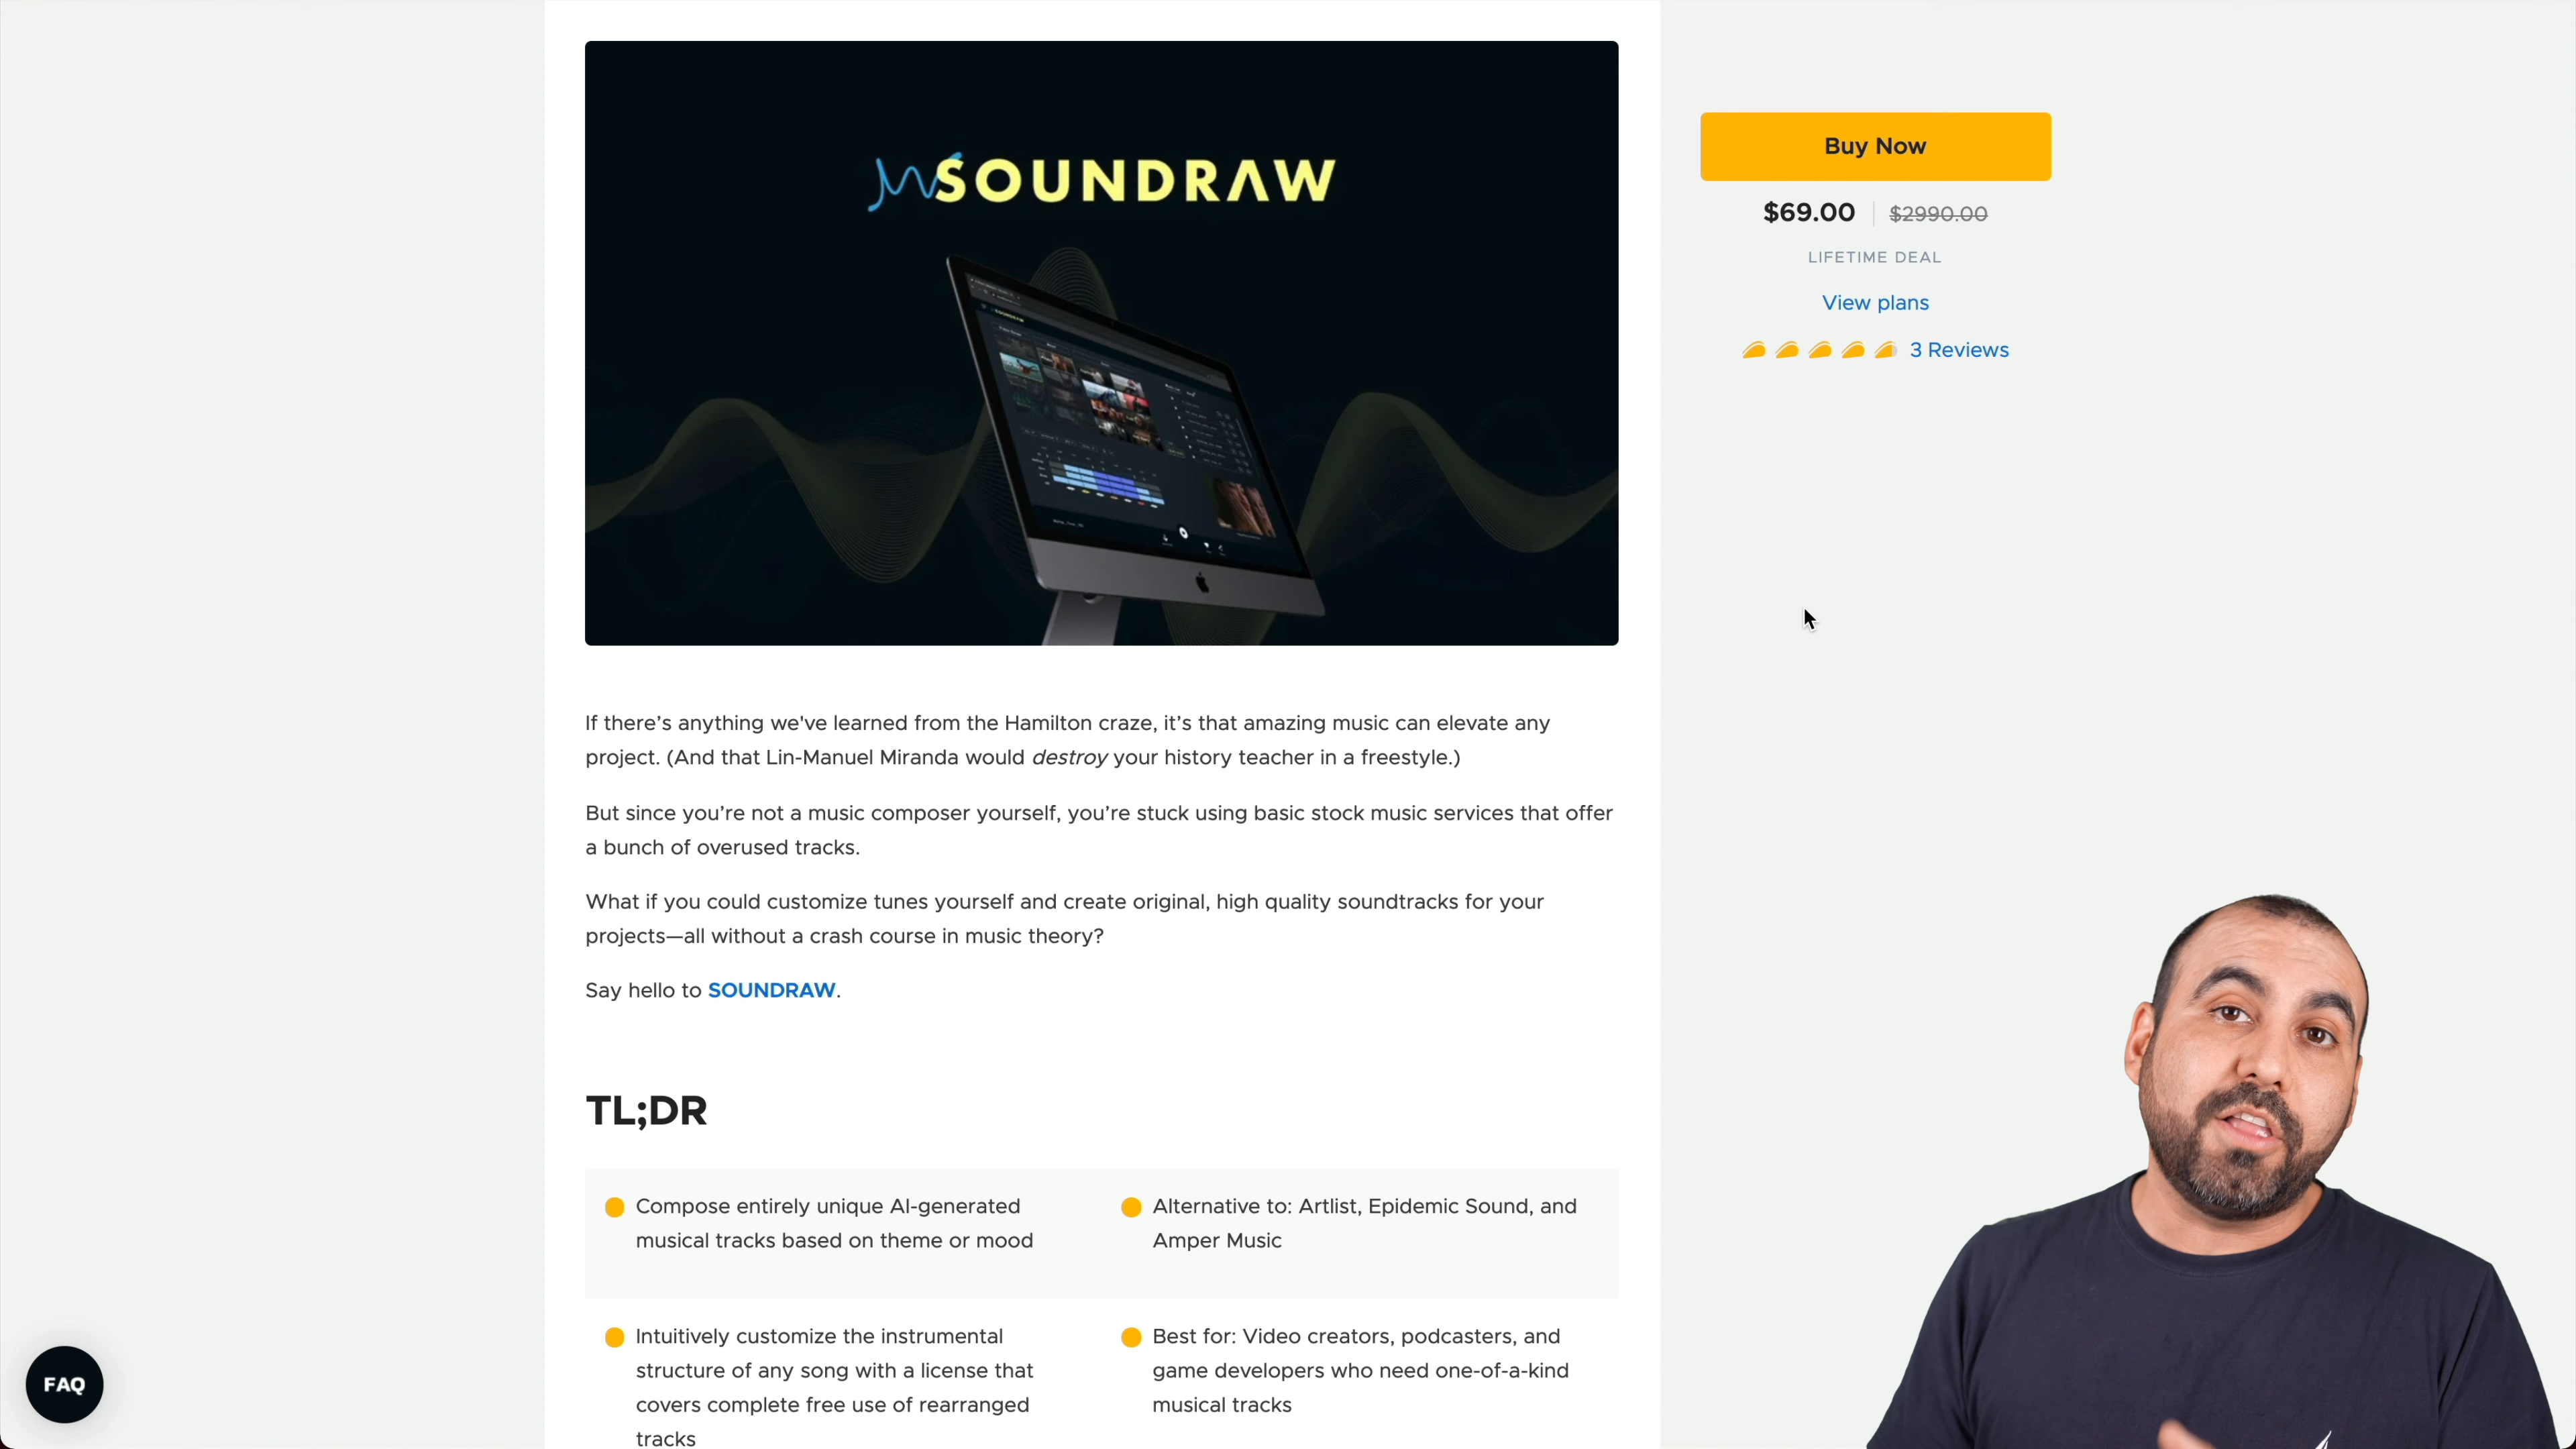 SOUNDRAW
Buy Now
$69.00 $2990.00
LIFETIME DEAL
View plans
3 Reviews
If there’s anything we've learned from the Hamilton craze, it’s that amazing music can elevate any
project. (And that Lin-Manuel Miranda would destroy your history teacher in a freestyle.)
But since you’re not a music composer yourself, you’re stuck using basic stock music services that offer
a bunch of overused tracks.
What if you could customize tunes yourself and create original, high quality soundtracks for your
projects—all without a crash course in music theory?
Say hello to SOUNDRAW.
TL;DR
Compose entirely unique AI-generated
musical tracks based on theme or mood
Alternative to: Artlist, Epidemic Sound, and
Amper Music
Intuitively customize the instrumental
structure of any song with a license that
covers complete free use of rearranged
tracks
Best for: Video creators, podcasters, and
game developers who need one-of-a-kind
musical tracks
FAQ